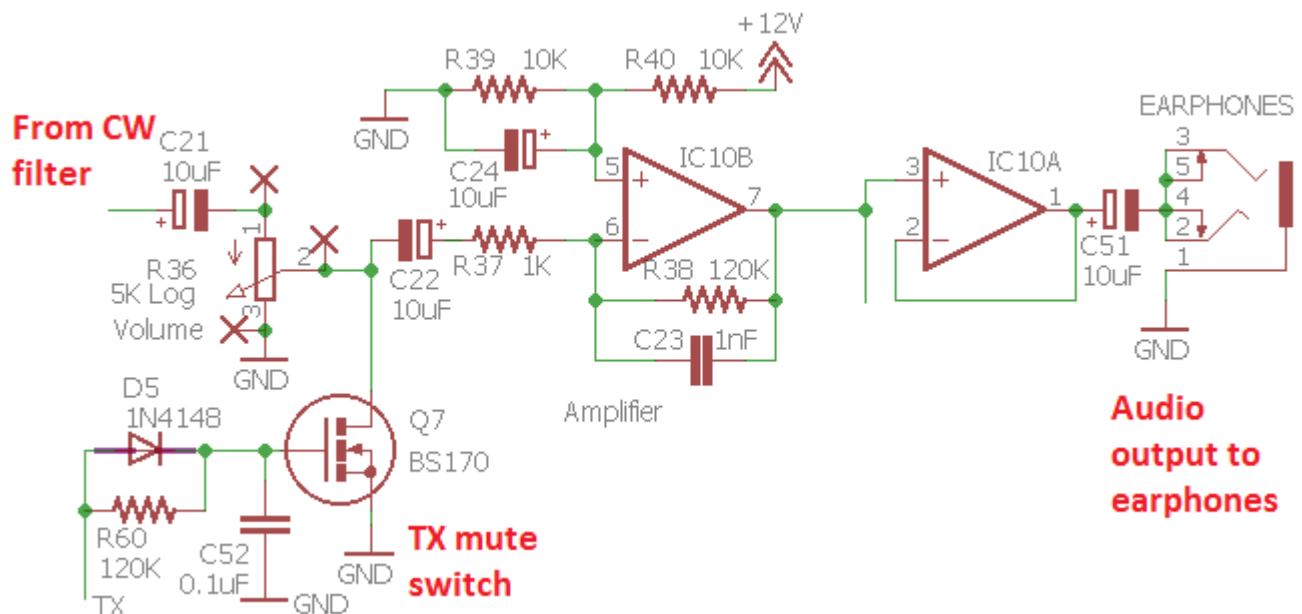 +12V
R39 10K
R40 10K
GND
From CW
filter
C21
10uF
+
C24
10uF
+
IC10B
5
+
6
−
7
EARPHONES
3
5
4
2
1
IC10A
3
+
2
−
1
+
C51
10uF
GND
1
2
3
R36
5K Log
Volume
GND
+
C22
10uF
R37 1K
R38 120K
C23 1nF
Amplifier
D5
1N4148
Q7
BS170
R60
120K
C52
0.1uF
GND
TX
TX mute
switch
GND
Audio
output to
earphones